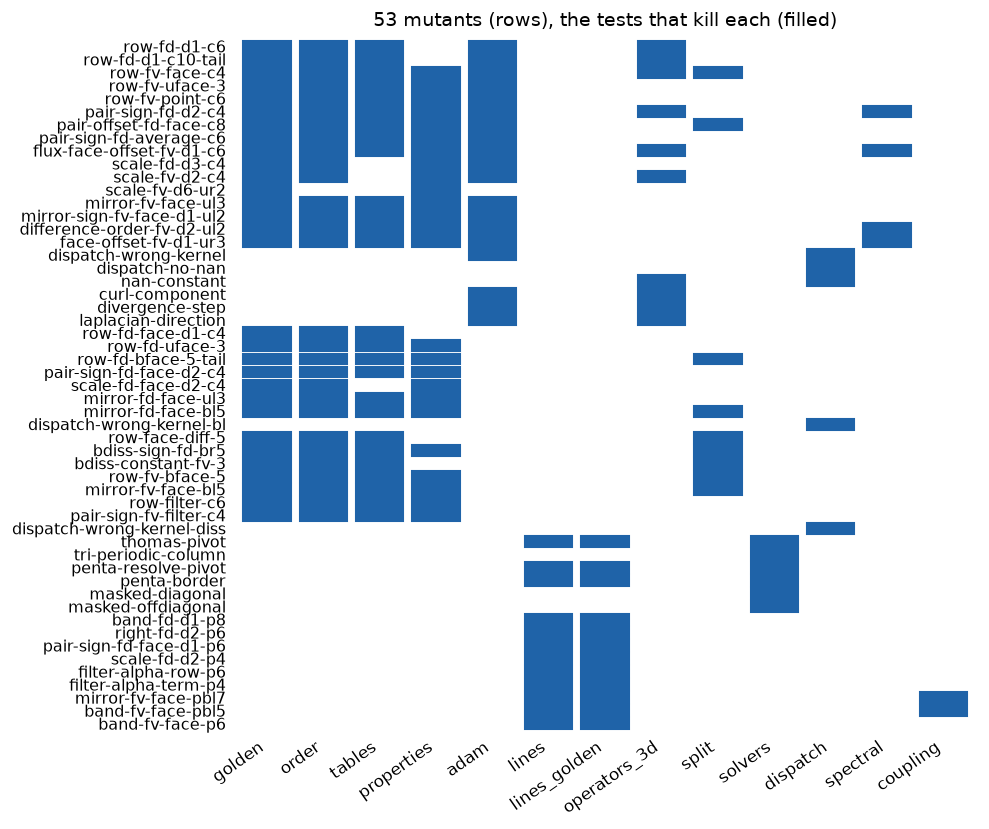 53 mutants (rows), the tests that kill each (filled)
row-fd-d1-c6
row-fd-d1-c10-tail
row-fv-face-c4
row-fv-uface-3
row-fv-point-c6
pair-sign-fd-d2-c4
pair-offset-fd-face-c8
pair-sign-fd-average-c6
flux-face-offset-fv-d1-c6
scale-fd-d3-c4
scale-fv-d2-c4
scale-fv-d6-ur2
mirror-fv-face-ul3
mirror-sign-fv-face-d1-ul2
difference-order-fv-d2-ul2
face-offset-fv-d1-ur3
dispatch-wrong-kernel
dispatch-no-nan
nan-constant
curl-component
divergence-step
laplacian-direction
row-fd-face-d1-c4
row-fd-uface-3
row-fd-bface-5-tail
pair-sign-fd-face-d2-c4
scale-fd-face-d2-c4
mirror-fd-face-ul3
mirror-fd-face-bl5
dispatch-wrong-kernel-bl
row-face-diff-5
bdiss-sign-fd-br5
bdiss-constant-fv-3
row-fv-bface-5
mirror-fv-face-bl5
row-filter-c6
pair-sign-fv-filter-c4
dispatch-wrong-kernel-diss
thomas-pivot
tri-periodic-column
penta-resolve-pivot
penta-border
masked-diagonal
masked-offdiagonal
band-fd-d1-p8
right-fd-d2-p6
pair-sign-fd-face-d1-p6
scale-fd-d2-p4
filter-alpha-row-p6
filter-alpha-term-p4
mirror-fv-face-pbl7
band-fv-face-pbl5
band-fv-face-p6
golden
order
tables
properties
adam
lines
lines_golden
operators_3d
split
solvers
dispatch
spectral
coupling